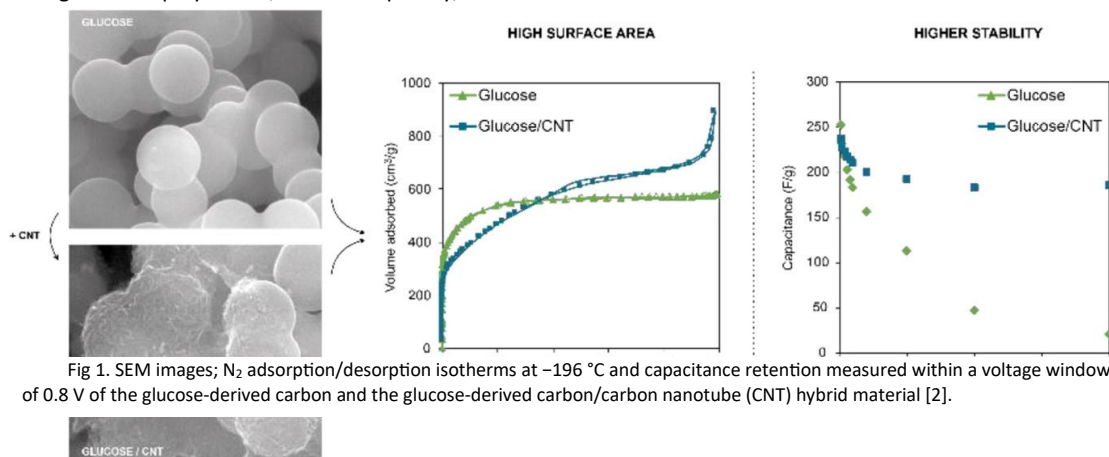 GLUCOSE
+ CNT
HIGH SURFACE AREA
1000
800
600
400
200
0
Volume adsorbed (cm³/g)
Glucose
Glucose/CNT
HIGHER STABILITY
300
250
200
150
100
50
0
Capacitance (F/g)
Glucose
Glucose/CNT
Fig 1. SEM images; N₂ adsorption/desorption isotherms at −196 °C and capacitance retention measured within a voltage window
of 0.8 V of the glucose-derived carbon and the glucose-derived carbon/carbon nanotube (CNT) hybrid material [2].
GLUCOSE / CNT